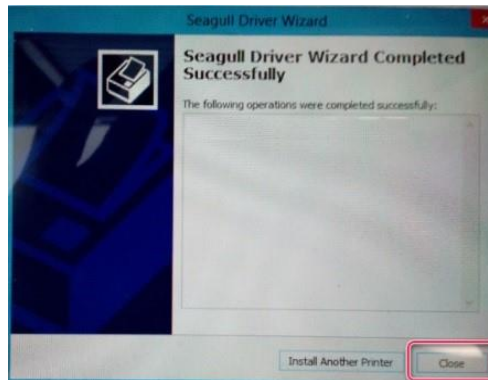 Seagull Driver Wizard
Seagull Driver Wizard Completed
Successfully
The following operations were completed successfully:
Install Another Printer
Close